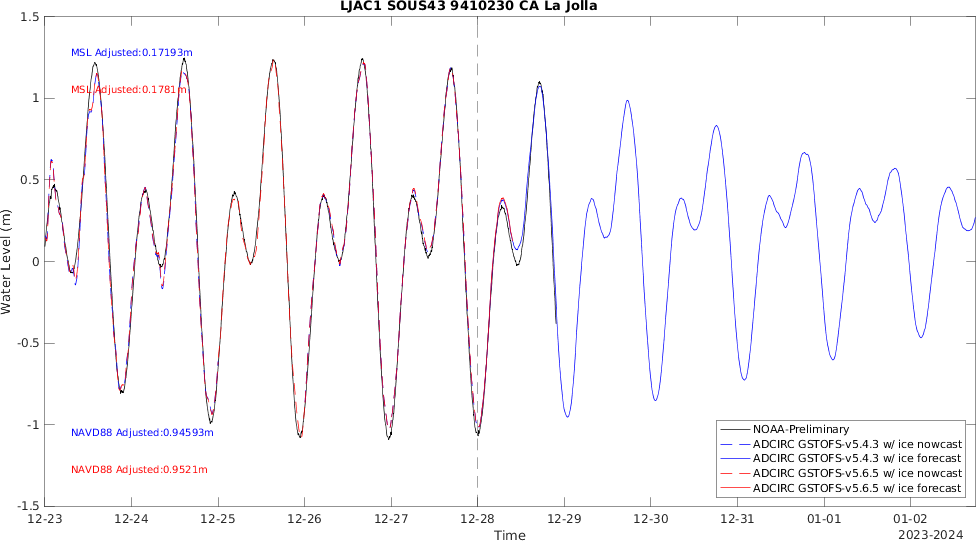 LJAC1 SOUS43 9410230 CA La Jolla
1.5
1
0.5
0
-0.5
-1
-1.5
Water Level (m)
MSL Adjusted:0.17193m
MSL Adjusted:0.1781m
NAVD88 Adjusted:0.94593m
NAVD88 Adjusted:0.9521m
NOAA-Preliminary
ADCIRC GSTOFS-v5.4.3 w/ ice nowcast
ADCIRC GSTOFS-v5.4.3 w/ ice forecast
ADCIRC GSTOFS-v5.6.5 w/ ice nowcast
ADCIRC GSTOFS-v5.6.5 w/ ice forecast
12-23 12-24 12-25 12-26 12-27 12-28 12-29 12-30 12-31 01-01 01-02
Time
2023-2024